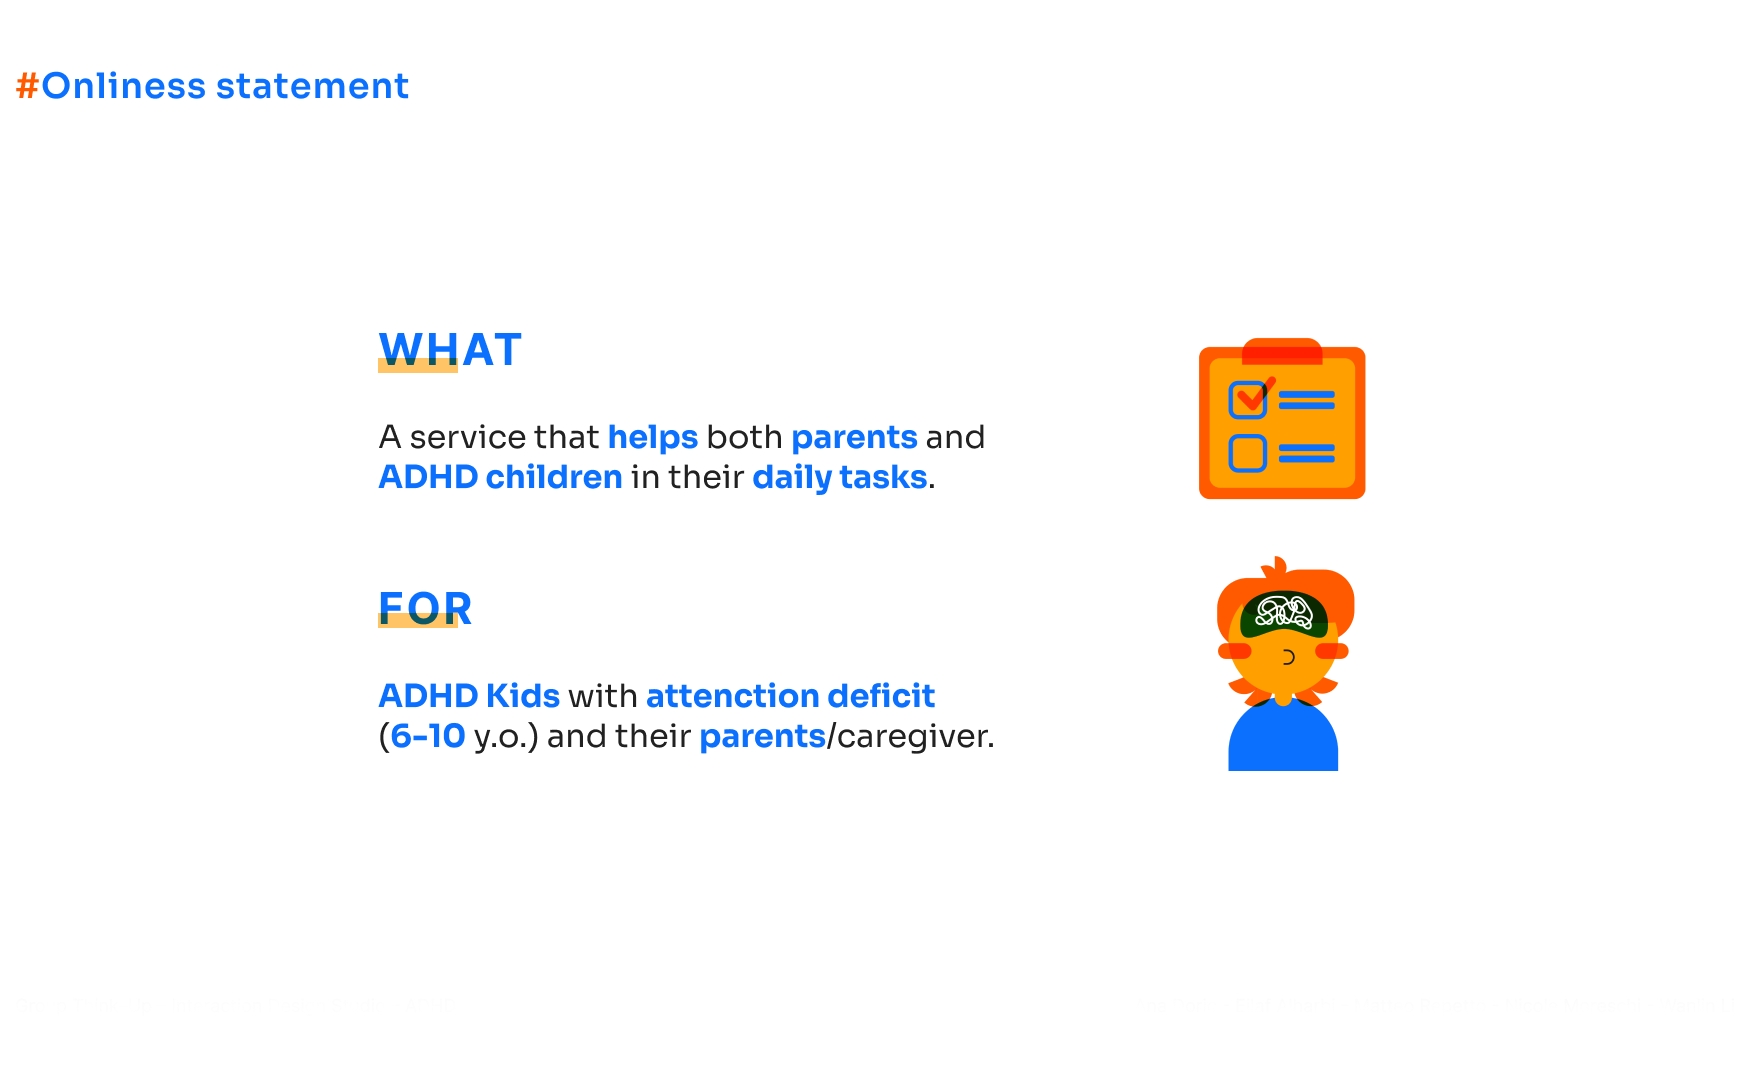 #Onliness statement
WHAT
A service that helps both parents and
ADHD children in their daily tasks.
FOR
ADHD Kids with attenction deficit
(6-10 y.o.) and their parents/caregiver.